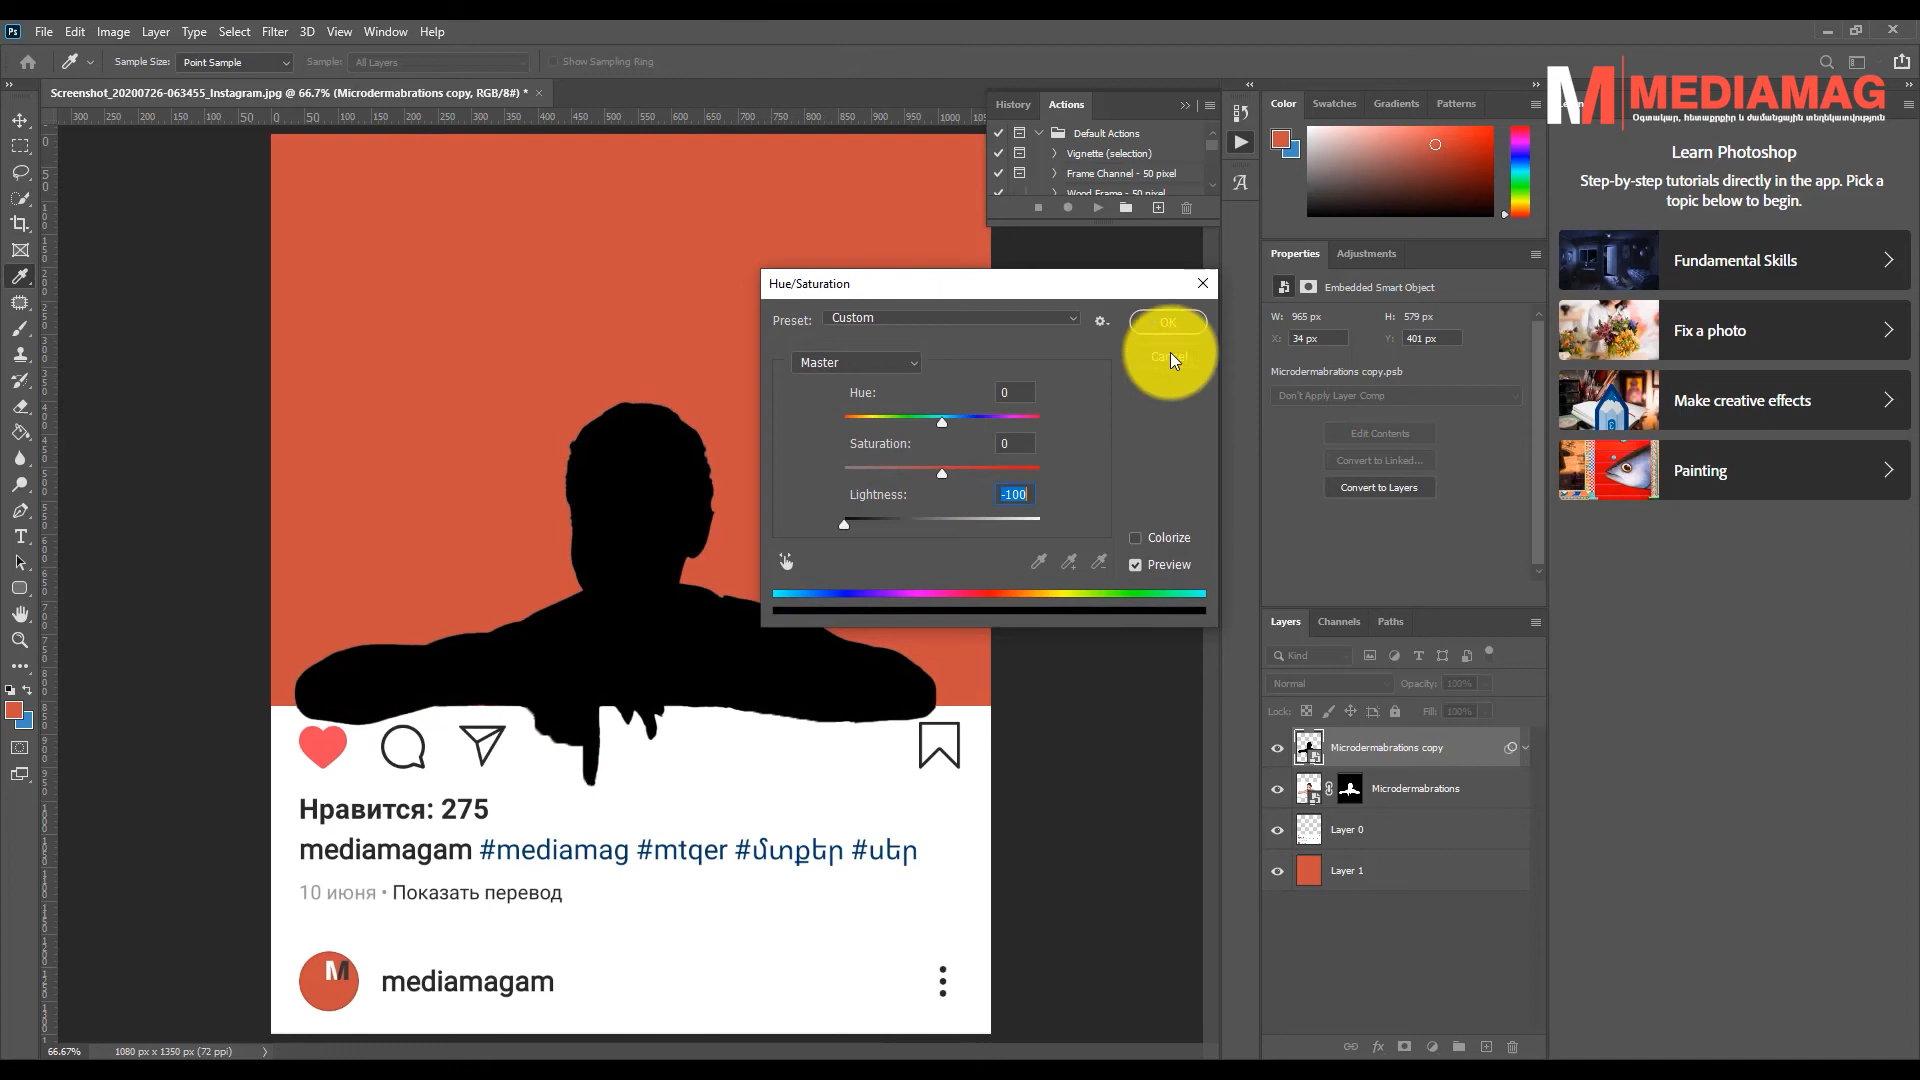 File Edit Image Layer Type Select Filter 3D View Window Help
Sample Size: Point Sample Sample: All Layers Show Sampling Ring
Screenshot_20200726-063455_Instagram.jpg @ 66.7% (Microdermabrations copy, RGB/8#) *
History Actions
Default Actions
Vignette (selection)
Frame Channel - 50 pixel
Wood Frame - 50 pixel
Color Swatches Gradients Patterns
MEDIAMAG
Օգտակար, հետաքրքիր և ժամանցային տեղեկատվություն
Learn Photoshop
Step-by-step tutorials directly in the app. Pick a
topic below to begin.
Fundamental Skills
Fix a photo
Make creative effects
Painting
Hue/Saturation
Preset: Custom
OK
Cancel
Master
Hue: 0
Saturation: 0
Lightness: -100
Colorize
Preview
Properties Adjustments
Embedded Smart Object
W: 965 px H: 579 px
X: 34 px Y: 401 px
Microdermabrations copy.psb
Don't Apply Layer Comp
Edit Contents
Convert to Linked...
Convert to Layers
Layers Channels Paths
Kind
Normal Opacity: 100%
Lock: Fill: 100%
Microdermabrations copy
Microdermabrations
Layer 0
Layer 1
Нравится: 275
mediamagam #mediamag #mtqer #մտքեր #սեր
10 июня • Показать перевод
M mediamagam
66.67% 1080 px x 1350 px (72 ppi)